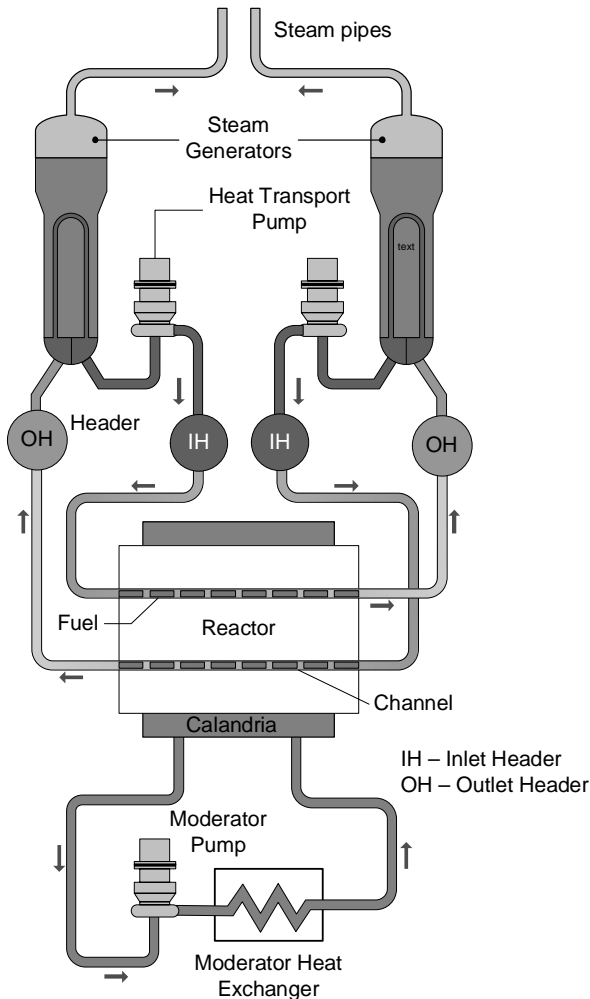 Steam pipes
Steam
Generators
Heat Transport
Pump
text
OH
Header
IH
IH
OH
Fuel
Reactor
Channel
Calandria
IH – Inlet Header
OH – Outlet Header
Moderator
Pump
Moderator Heat
Exchanger